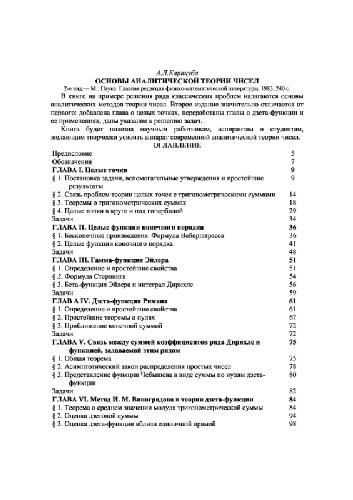 А.Л.Карацуба
ОСНОВЫ АНАЛИТИЧЕСКОЙ ТЕОРИИ ЧИСЕЛ
2-е изд.— М.: Наука. Главная редакция физико-математической литературы, 1983. 240 с.
В книге на примере решения ряда классических проблем излагаются основы
аналитических методов теории чисел. Второе издание значительно отличается от
первого: добавлена глава о целых точках, переработаны главы о дзета-функции и
ее применениях, даны указания к решению задач.
Книга будет полезна научным работникам, аспирантам и студентам,
желающим творчески усвоить аппарат современной аналитической теории чисел.
ОГЛАВЛЕНИЕ
Предисловие 5
Обозначения 7
ГЛАВА I. Целые точки 9
§ 1. Постановка задачи, вспомогательные утверждения и простейшие 9
результаты
§ 2. Связь проблем теории целых точек с тригонометрическими суммами 14
§ 3. Теоремы о тригонометрических суммах 18
§ 4. Целые точки в круге и под гиперболой 29
Задачи 34
ГЛАВА II. Целые функции конечного порядка 36
§ 1. Бесконечные произведения. Формула Вейерштрасса 36
§ 2. Целые функции конечного порядка 41
Задачи 48
ГЛАВА III. Гамма-функция Эйлера 51
§ 1. Определение и простейшие свойства 51
§ 2. Формула Стирлинга 54
§ 3. Бета-функция Эйлера и интеграл Дирихле 56
Задачи 59
ГЛАВА IV. Дзета-функция Римана 61
§ 1. Определение и простейшие свойства 61
§ 2. Простейшие теоремы о нулях 67
§ 3. Приближение конечной суммой 72
Задачи 72
ГЛАВА V. Связь между суммой коэффициентов ряда Дирихле и 75
функцией, задаваемой этим рядом
§ 1. Общая теорема 75
§ 2. Асимптотический закон распределения простых чисел 78
§ 3. Представление функции Чебышева в виде суммы по нулям дзета- 80
функции
Задачи 82
ГЛАВА VI. Метод И. М. Виноградова в теории дзета-функции 84
§ 1. Теорема о среднем значении модуля тригонометрической суммы 84
§ 2. Оценка дзетовой суммы 94
§ 3. Оценка дзета-функции вблизи единичной прямой 98